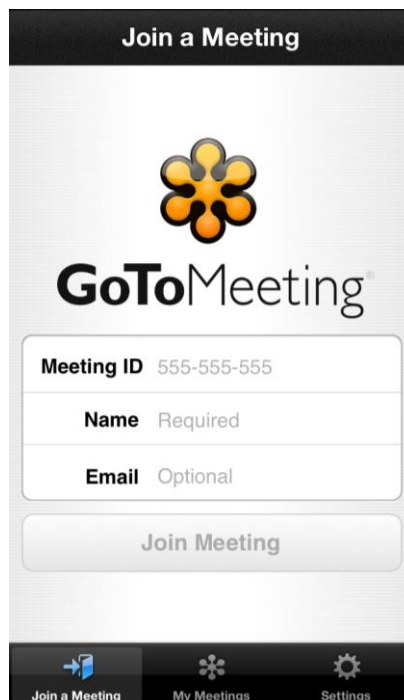 Join a Meeting
GoToMeeting®
Meeting ID 555-555-555
Name Required
Email Optional
Join Meeting
Join a Meeting My Meetings Settings